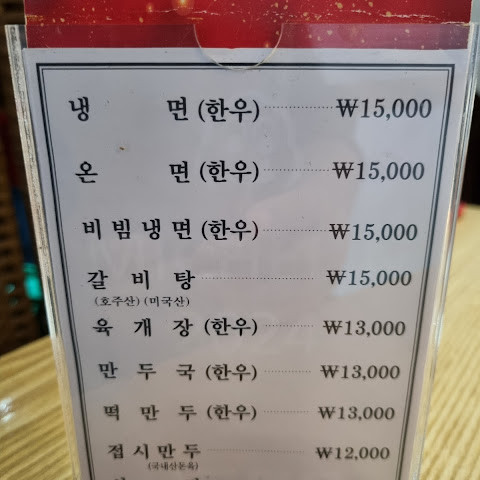 냉 면 (한우) ₩15,000
온 면 (한우) ₩15,000
비빔냉면 (한우) ₩15,000
갈 비 탕 ₩15,000
(호주산) (미국산)
육 개 장 (한우) ₩13,000
만 두 국 (한우) ₩13,000
떡 만 두 (한우) ₩13,000
접시만두 ₩12,000
(국내산돈육)